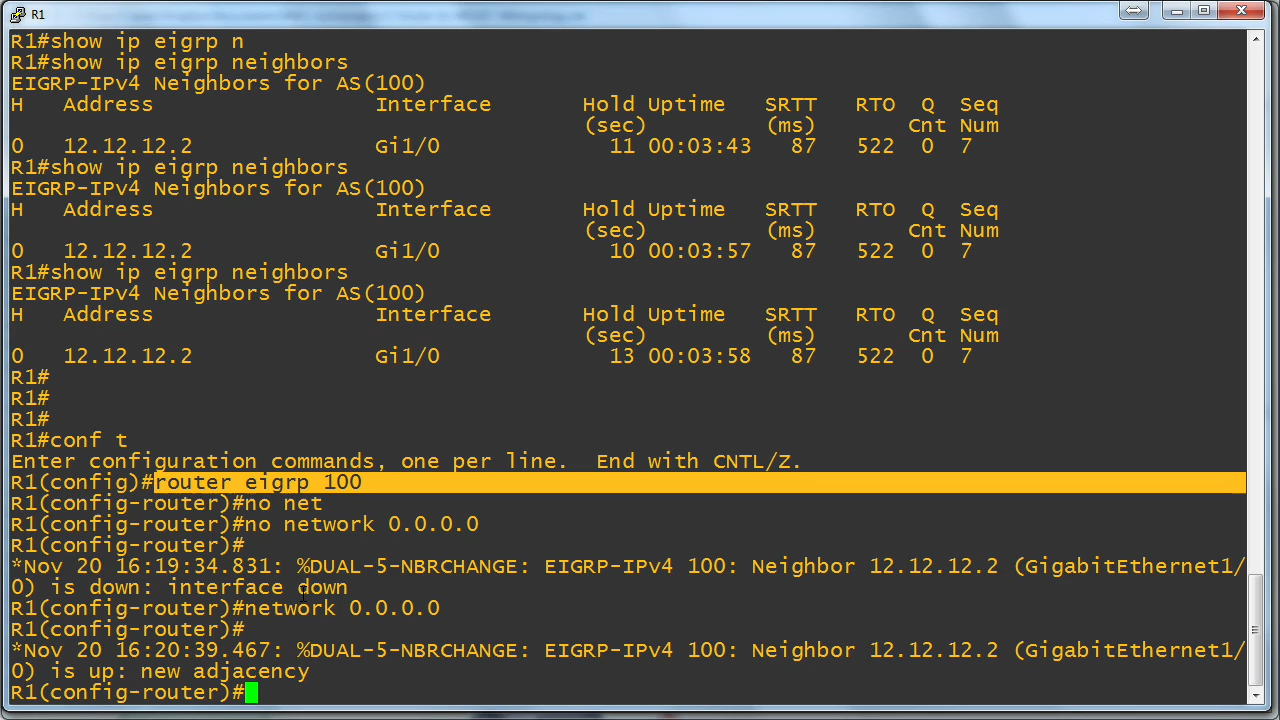 R1
R1#show ip eigrp n
R1#show ip eigrp neighbors
EIGRP-IPv4 Neighbors for AS(100)
H   Address                 Interface       Hold Uptime   SRTT   RTO  Q  Seq
                                            (sec)         (ms)       Cnt Num
0   12.12.12.2              Gi1/0             11 00:03:43   87   522  0  7
R1#show ip eigrp neighbors
EIGRP-IPv4 Neighbors for AS(100)
H   Address                 Interface       Hold Uptime   SRTT   RTO  Q  Seq
                                            (sec)         (ms)       Cnt Num
0   12.12.12.2              Gi1/0             10 00:03:57   87   522  0  7
R1#show ip eigrp neighbors
EIGRP-IPv4 Neighbors for AS(100)
H   Address                 Interface       Hold Uptime   SRTT   RTO  Q  Seq
                                            (sec)         (ms)       Cnt Num
0   12.12.12.2              Gi1/0             13 00:03:58   87   522  0  7
R1#
R1#
R1#
R1#conf t
Enter configuration commands, one per line.  End with CNTL/Z.
R1(config)#router eigrp 100
R1(config-router)#no net
R1(config-router)#no network 0.0.0.0
R1(config-router)#
*Nov 20 16:19:34.831: %DUAL-5-NBRCHANGE: EIGRP-IPv4 100: Neighbor 12.12.12.2 (GigabitEthernet1/
0) is down: interface down
R1(config-router)#network 0.0.0.0
R1(config-router)#
*Nov 20 16:20:39.467: %DUAL-5-NBRCHANGE: EIGRP-IPv4 100: Neighbor 12.12.12.2 (GigabitEthernet1/
0) is up: new adjacency
R1(config-router)#